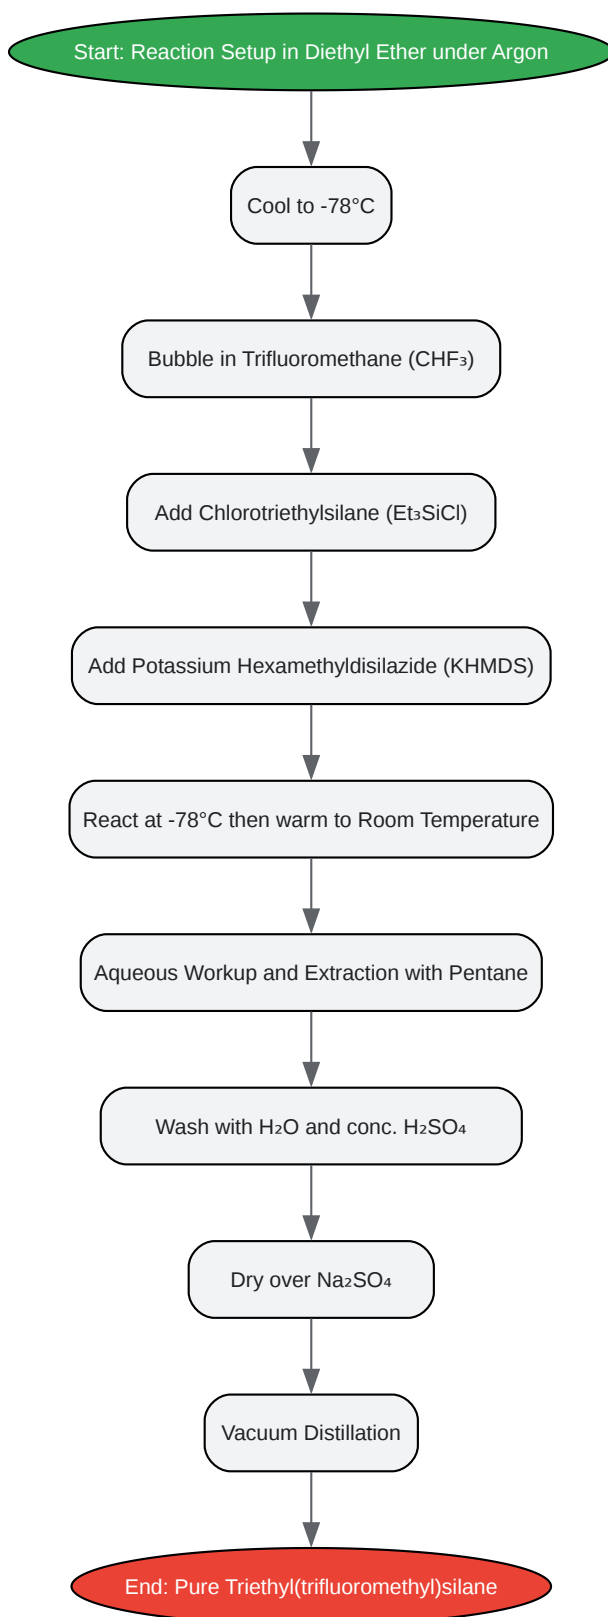 Start: Reaction Setup in Diethyl Ether under Argon
Cool to -78°C
Bubble in Trifluoromethane (CHF₃)
Add Chlorotriethylsilane (Et₃SiCl)
Add Potassium Hexamethyldisilazide (KHMDS)
React at -78°C then warm to Room Temperature
Aqueous Workup and Extraction with Pentane
Wash with H₂O and conc. H₂SO₄
Dry over Na₂SO₄
Vacuum Distillation
End: Pure Triethyl(trifluoromethyl)silane